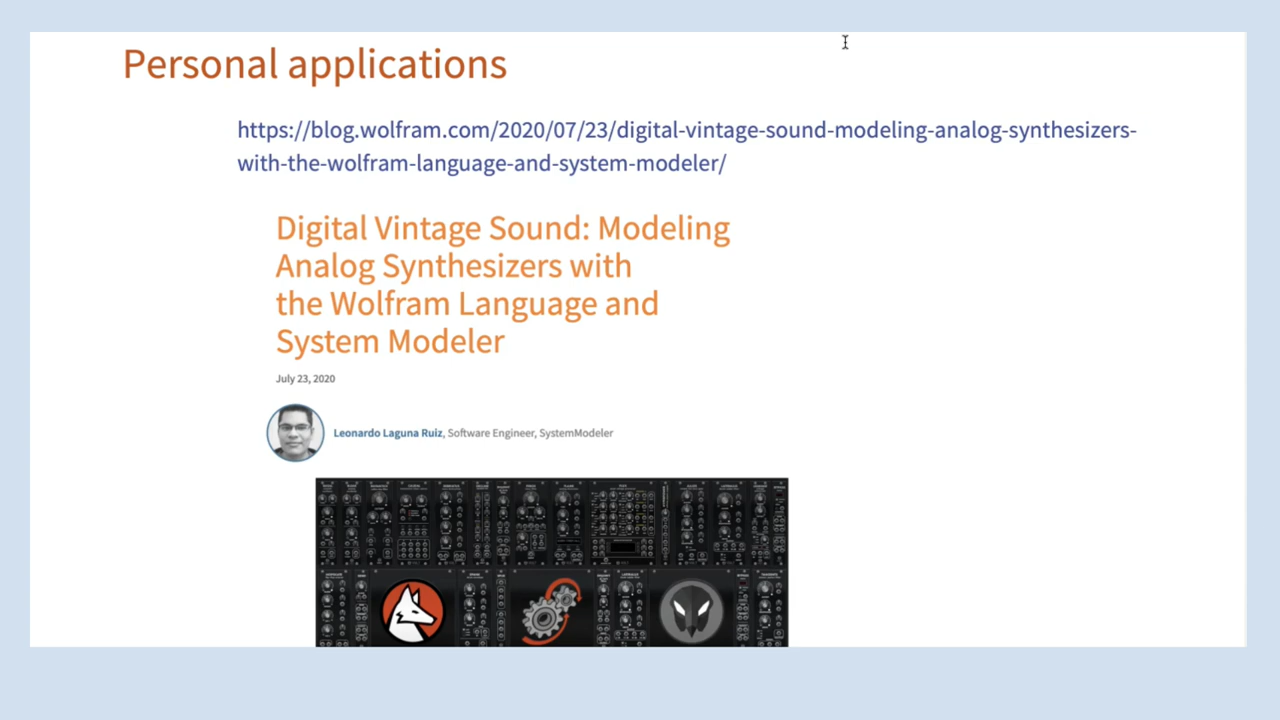 Personal applications
https://blog.wolfram.com/2020/07/23/digital-vintage-sound-modeling-analog-synthesizers-
with-the-wolfram-language-and-system-modeler/
Digital Vintage Sound: Modeling
Analog Synthesizers with
the Wolfram Language and
System Modeler
July 23, 2020
Leonardo Laguna Ruiz, Software Engineer, SystemModeler